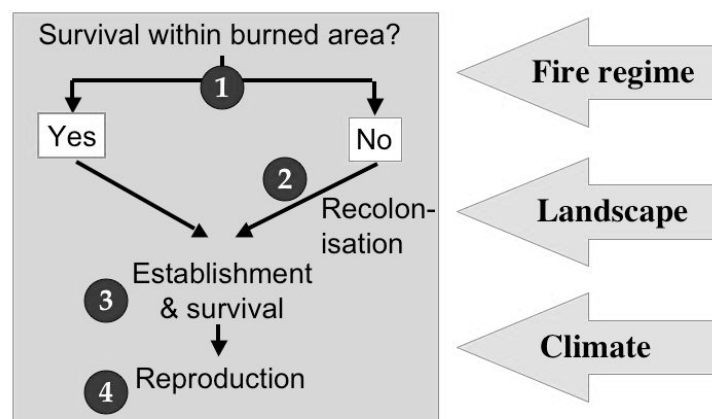 Survival within burned area?
1
Yes
No
2
Recolon-
isation
Establishment
3
& survival
Reproduction
4
Fire regime
Landscape
Climate